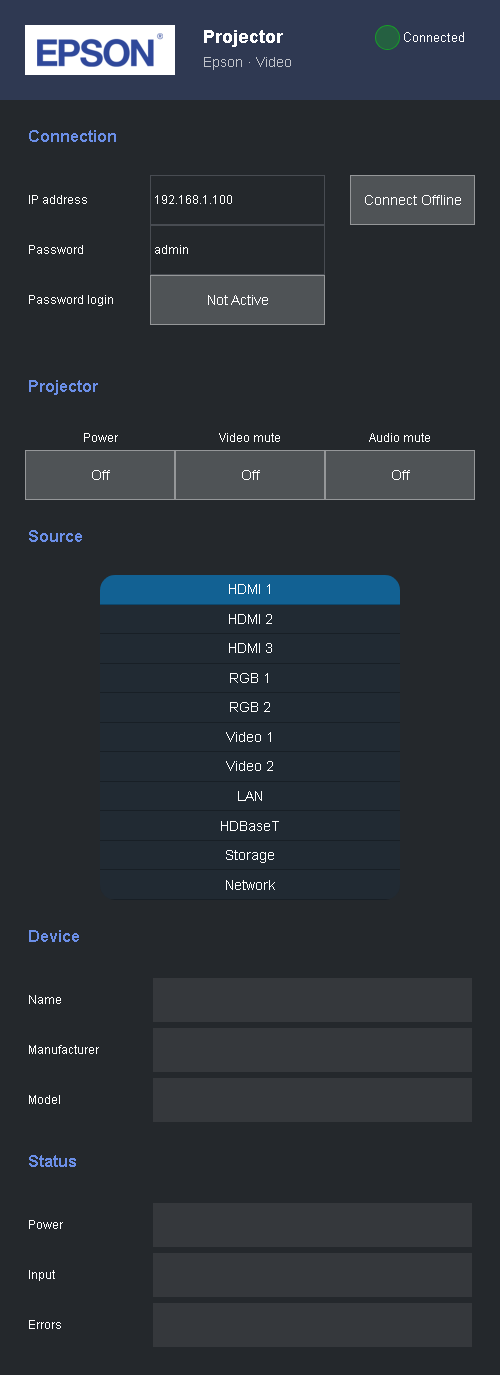 EPSON®
Projector
Epson · Video
Connected
Connection
IP address
192.168.1.100
Connect Offline
Password
admin
Password login
Not Active
Projector
Power
Video mute
Audio mute
Off
Off
Off
Source
HDMI 1
HDMI 2
HDMI 3
RGB 1
RGB 2
Video 1
Video 2
LAN
HDBaseT
Storage
Network
Device
Name
Manufacturer
Model
Status
Power
Input
Errors